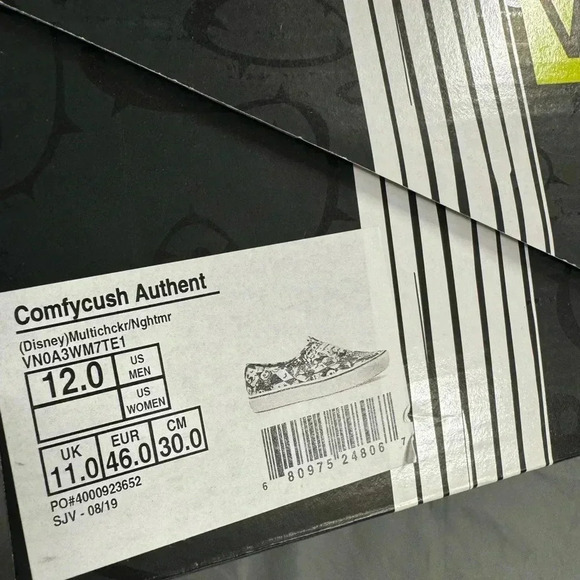 Comfycush Authent
(Disney)Multichckr/Nghtmr
VN0A3WM7TE1
12.0 US MEN
US WOMEN
UK 11.0 EUR 46.0 CM 30.0
6 80975 24806 7
PO#4000923652
SJV - 08/19